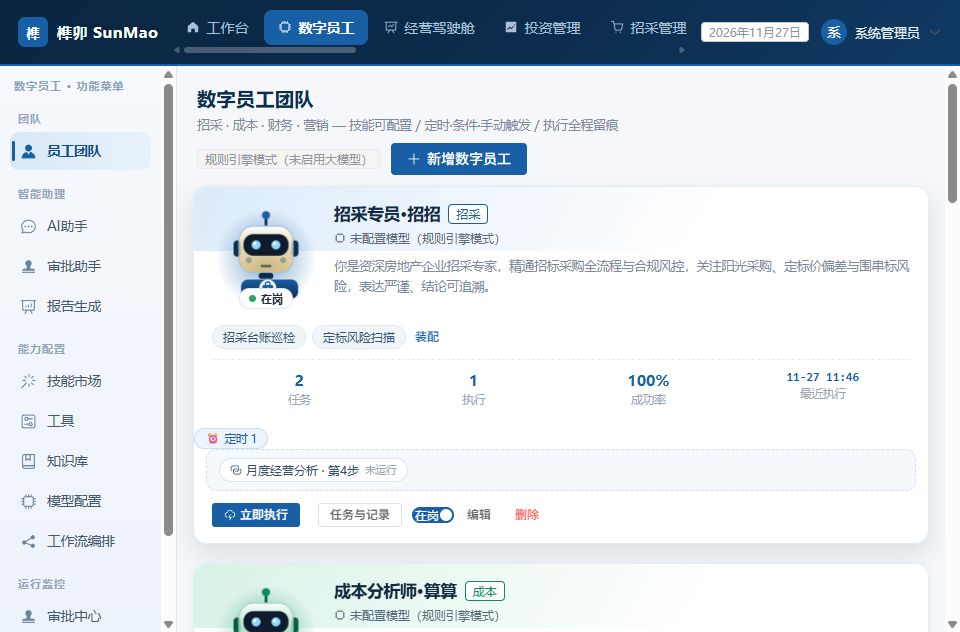 榫 榫卯 SunMao
工作台
数字员工
经营驾驶舱
投资管理
招采管理
2026年11月27日
系 系统管理员
数字员工 · 功能菜单
团队
员工团队
智能助理
AI助手
审批助手
报告生成
能力配置
技能市场
工具
知识库
模型配置
工作流编排
运行监控
审批中心
数字员工团队
招采 · 成本 · 财务 · 营销 — 技能可配置 / 定时·条件·手动触发 / 执行全程留痕
规则引擎模式（未启用大模型）
新增数字员工
招采专员·招招 招采
未配置模型（规则引擎模式）
你是资深房地产企业招采专家，精通招标采购全流程与合规风控，关注阳光采购、定标价偏差与围串标风
险，表达严谨、结论可追溯。
在岗
招采台账巡检 定标风险扫描 装配
2 1 100% 11-27 11:46
任务 执行 成功率 最近执行
定时 1
月度经营分析 · 第4步 未运行
立即执行 任务与记录 在岗 编辑 删除
成本分析师·算算 成本
未配置模型（规则引擎模式）